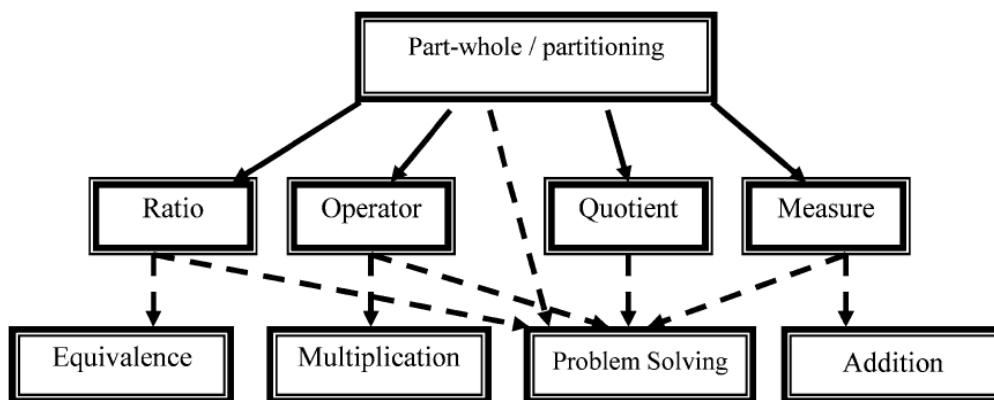 Part-whole / partitioning
Ratio
Operator
Quotient
Measure
Equivalence
Multiplication
Problem Solving
Addition